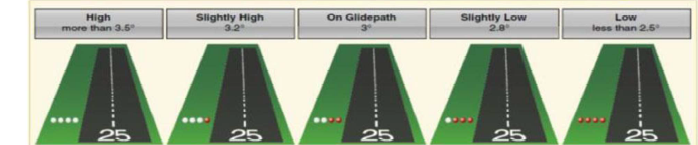 High
more than 3.5°
Slightly High
3.2°
On Glidepath
3°
Slightly Low
2.8°
Low
less than 2.5°
25
25
25
25
25